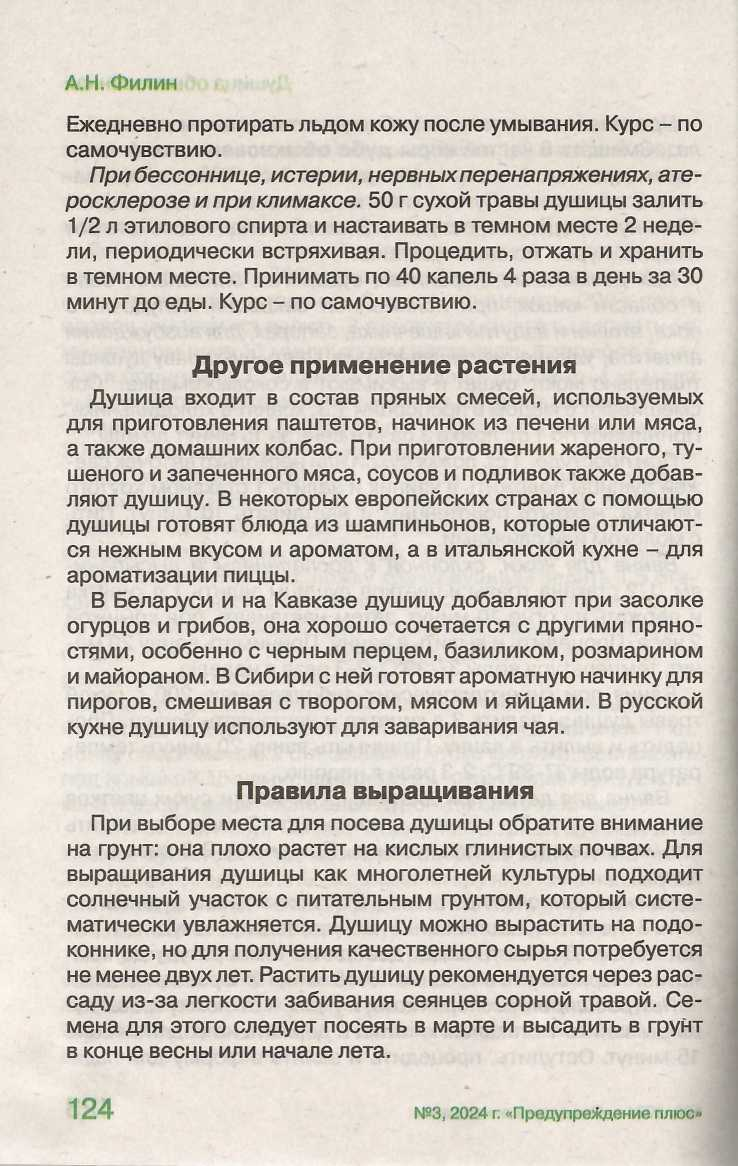 А.Н. Филин
Ежедневно протирать льдом кожу после умывания. Курс – по
самочувствию.
При бессоннице, истерии, нервных перенапряжениях, ате-
росклерозе и при климаксе. 50 г сухой травы душицы залить
1/2 л этилового спирта и настаивать в темном месте 2 неде-
ли, периодически встряхивая. Процедить, отжать и хранить
в темном месте. Принимать по 40 капель 4 раза в день за 30
минут до еды. Курс – по самочувствию.
Другое применение растения
Душица входит в состав пряных смесей, используемых
для приготовления паштетов, начинок из печени или мяса,
а также домашних колбас. При приготовлении жареного, ту-
шеного и запеченного мяса, соусов и подливок также добав-
ляют душицу. В некоторых европейских странах с помощью
душицы готовят блюда из шампиньонов, которые отличают-
ся нежным вкусом и ароматом, а в итальянской кухне – для
ароматизации пиццы.
В Беларуси и на Кавказе душицу добавляют при засолке
огурцов и грибов, она хорошо сочетается с другими пряно-
стями, особенно с черным перцем, базиликом, розмарином
и майораном. В Сибири с ней готовят ароматную начинку для
пирогов, смешивая с творогом, мясом и яйцами. В русской
кухне душицу используют для заваривания чая.
Правила выращивания
При выборе места для посева душицы обратите внимание
на грунт: она плохо растет на кислых глинистых почвах. Для
выращивания душицы как многолетней культуры подходит
солнечный участок с питательным грунтом, который систе-
матически увлажняется. Душицу можно вырастить на подо-
коннике, но для получения качественного сырья потребуется
не менее двух лет. Растить душицу рекомендуется через рас-
саду из-за легкости забивания сеянцев сорной травой. Се-
мена для этого следует посеять в марте и высадить в грунт
в конце весны или начале лета.
124
№3, 2024 г. «Предупреждение плюс»